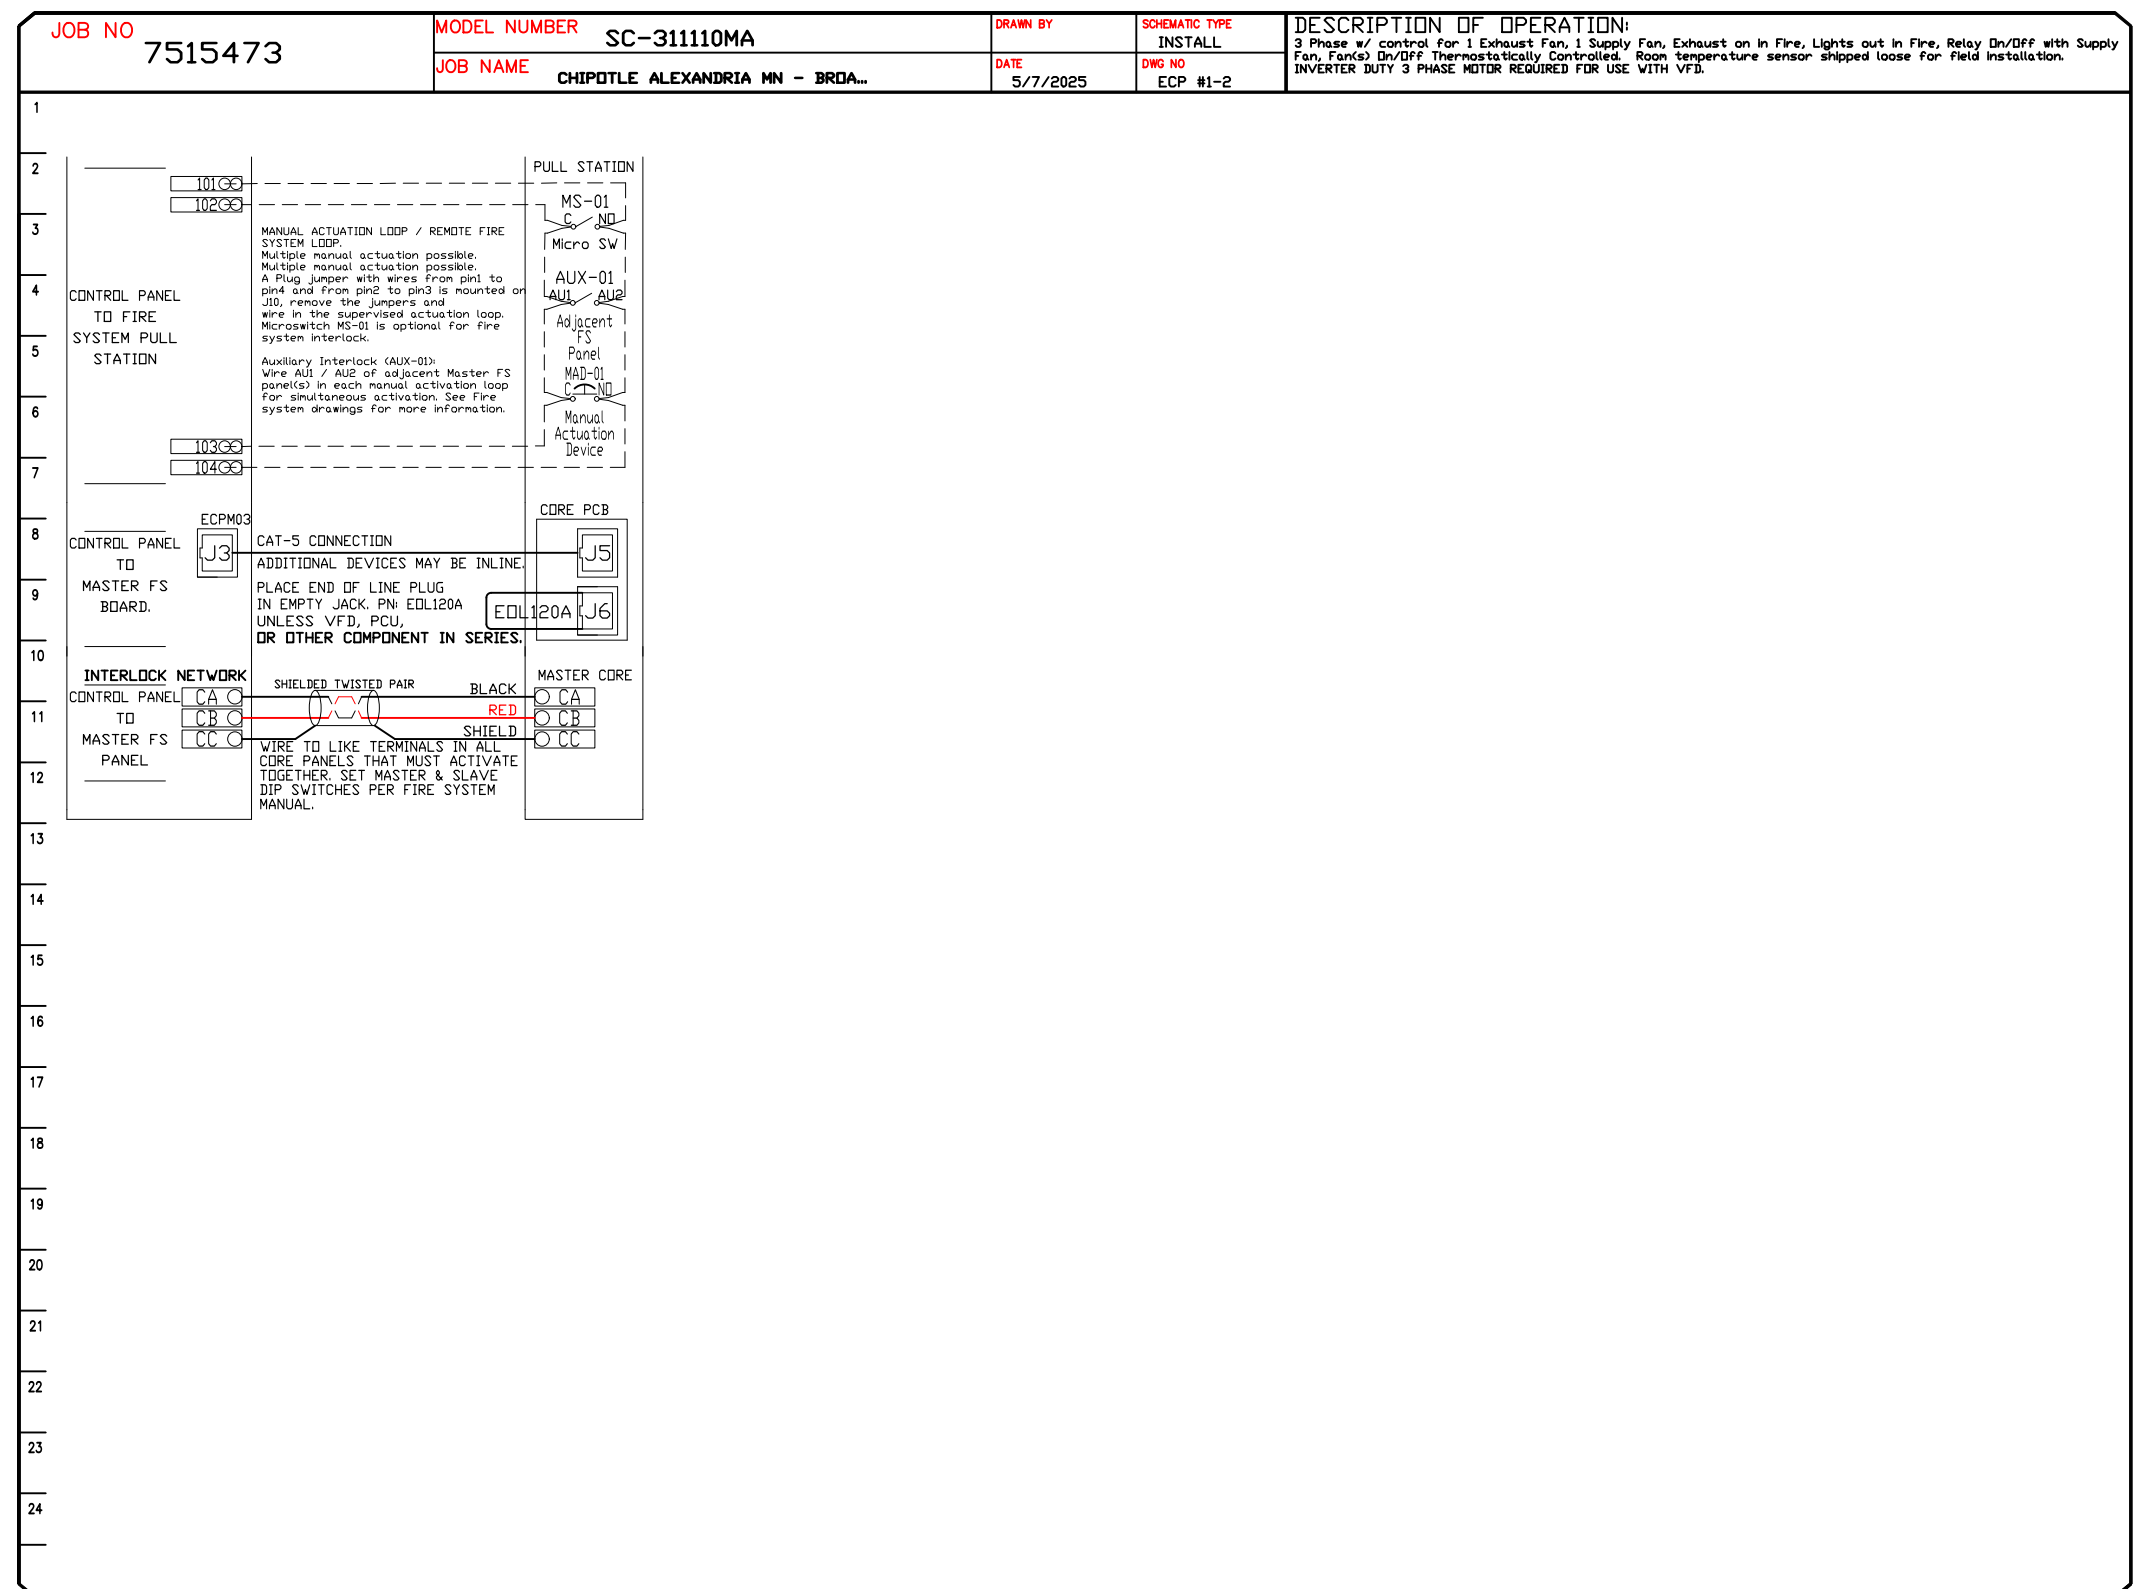 JOB NO
7515473
MODEL NUMBER
SC-311110MA
JOB NAME
CHIPOTLE ALEXANDRIA MN - BROA...
DRAWN BY
SCHEMATIC TYPE
INSTALL
DATE
5/7/2025
DWG NO
ECP #1-2
DESCRIPTION OF OPERATION:
3 Phase w/ control for 1 Exhaust Fan, 1 Supply Fan, Exhaust on in Fire, Lights out in Fire, Relay On/Off with Supply
Fan, Fan(s) On/Off Thermostatically Controlled. Room temperature sensor shipped loose for field installation.
INVERTER DUTY 3 PHASE MOTOR REQUIRED FOR USE WITH VFD.
1
2
3
4
5
6
7
8
9
10
11
12
13
14
15
16
17
18
19
20
21
22
23
24
CONTROL PANEL
TO FIRE
SYSTEM PULL
STATION
101
102
103
104
MANUAL ACTUATION LOOP / REMOTE FIRE
SYSTEM LOOP.
Multiple manual actuation possible.
Multiple manual actuation possible.
A Plug jumper with wires from pin1 to
pin4 and from pin2 to pin3 is mounted on
J10, remove the jumpers and
wire in the supervised actuation loop.
Microswitch MS-01 is optional for fire
system interlock.
Auxiliary Interlock (AUX-01):
Wire AU1 / AU2 of adjacent Master FS
panel(s) in each manual activation loop
for simultaneous activation. See Fire
system drawings for more information.
PULL STATION
MS-01
C NO
Micro SW
AUX-01
AU1 AU2
Adjacent
FS
Panel
MAD-01
C NO
Manual
Actuation
Device
CONTROL PANEL
TO
MASTER FS
BOARD.
ECPM03
J3
CAT-5 CONNECTION
ADDITIONAL DEVICES MAY BE INLINE.
PLACE END OF LINE PLUG
IN EMPTY JACK. PN: EOL120A
UNLESS VFD, PCU,
OR OTHER COMPONENT IN SERIES.
CORE PCB
J5
EOL120A
J6
INTERLOCK NETWORK
CONTROL PANEL
TO
MASTER FS
PANEL
CA
CB
CC
SHIELDED TWISTED PAIR
BLACK
RED
SHIELD
WIRE TO LIKE TERMINALS IN ALL
CORE PANELS THAT MUST ACTIVATE
TOGETHER. SET MASTER & SLAVE
DIP SWITCHES PER FIRE SYSTEM
MANUAL.
MASTER CORE
CA
CB
CC